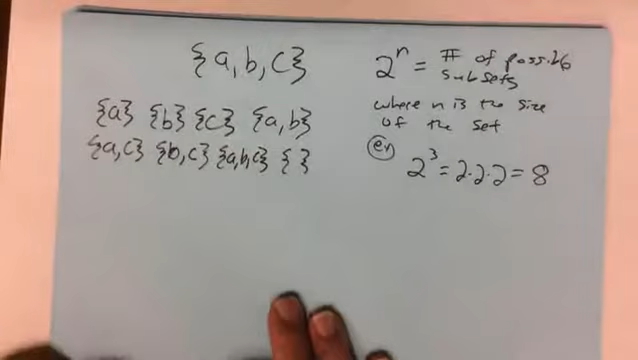 {a,b,c}
{a} {b} {c} {a,b}
{a,c} {b,c} {a,b,c} { }
2ⁿ = # of possible
subsets
where n is the size
of the set
ex
2³ = 2·2·2 = 8